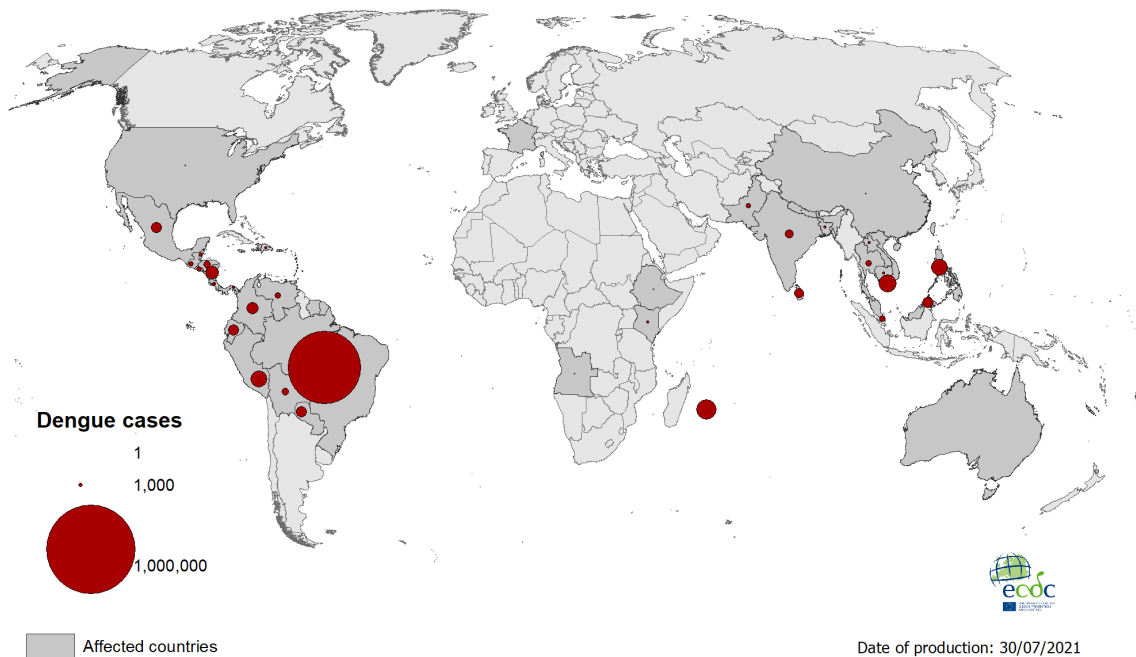 Dengue cases
1
1,000
1,000,000
ecdc
Affected countries
Date of production: 30/07/2021